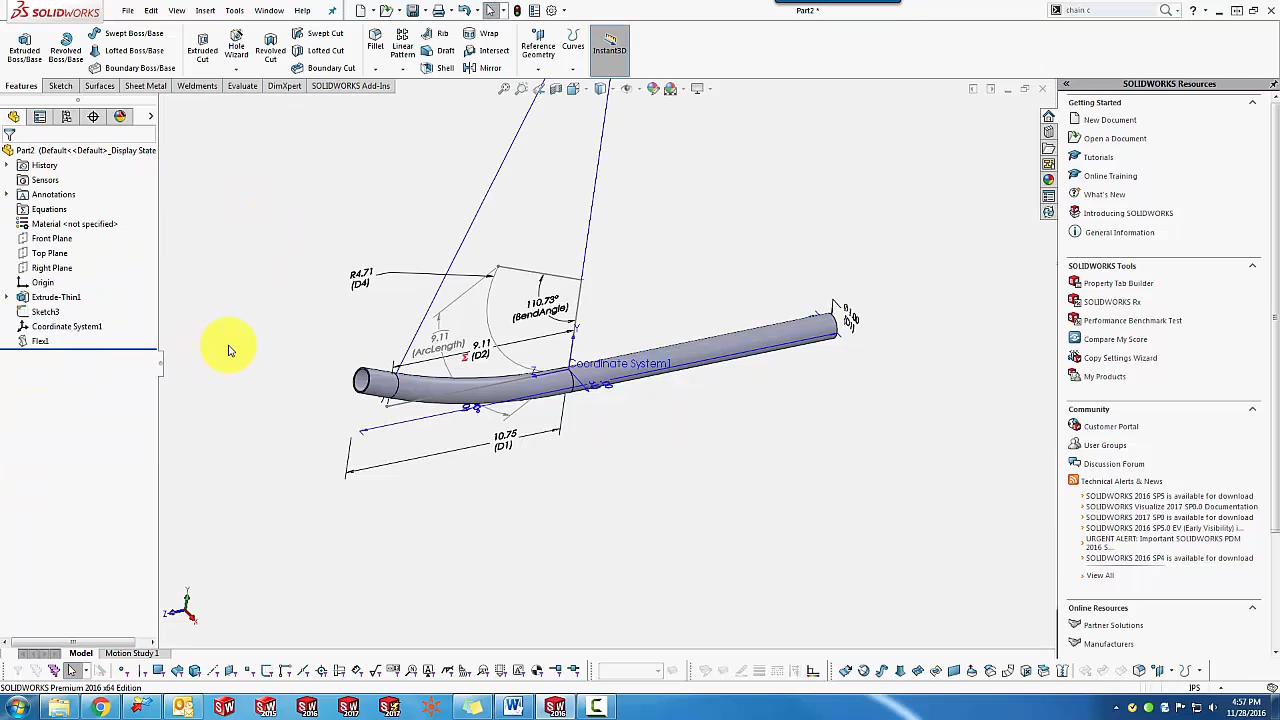 SOLIDWORKS
File Edit View Insert Tools Window Help
Part2 *
chain c
Extruded Boss/Base
Revolved Boss/Base
Swept Boss/Base
Lofted Boss/Base
Boundary Boss/Base
Extruded Cut
Hole Wizard
Revolved Cut
Swept Cut
Lofted Cut
Boundary Cut
Fillet
Linear Pattern
Rib
Draft
Shell
Wrap
Intersect
Mirror
Reference Geometry
Curves
Instant3D
Features Sketch Surfaces Sheet Metal Weldments Evaluate DimXpert SOLIDWORKS Add-Ins
Part2 (Default<<Default>_Display State
History
Sensors
Annotations
Equations
Material <not specified>
Front Plane
Top Plane
Right Plane
Origin
Extrude-Thin1
Sketch3
Coordinate System1
Flex1
R4.71
(D4)
110.73°
(BendAngle)
9.11
(ArcLength)
9.11
(D2)
10.75
(D1)
Coordinate System1
Y
Z
Y
Z
X
SOLIDWORKS Resources
Getting Started
New Document
Open a Document
Tutorials
Online Training
What's New
Introducing SOLIDWORKS
General Information
SOLIDWORKS Tools
Property Tab Builder
SOLIDWORKS Rx
Performance Benchmark Test
Compare My Score
Copy Settings Wizard
My Products
Community
Customer Portal
User Groups
Discussion Forum
Technical Alerts & News
SOLIDWORKS 2016 SP5 is available for download
SOLIDWORKS Visualize 2017 SP0.0 Documentation
SOLIDWORKS 2017 SP0 is available for download
SOLIDWORKS 2016 SP5.0 EV (Early Visibility) i...
URGENT ALERT: Important SOLIDWORKS PDM
2016 S...
SOLIDWORKS 2016 SP4 is available for download
View All
Online Resources
Partner Solutions
Manufacturers
Model Motion Study 1
SOLIDWORKS Premium 2016 x64 Edition
IPS
2015 2016 2017 2016
4:57 PM
11/28/2016